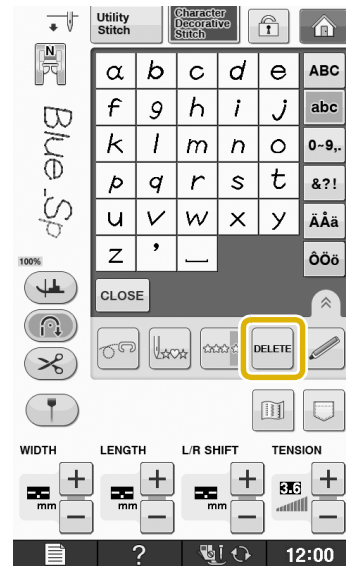 Utility Stitch
Character Decorative Stitch
N
Blue_Sp
a b c d e ABC
f g h i j abc
k l m n o 0~9,.
p q r s t &?!
u v w x y ÄÅä
z ’ _ ÔÖö
100%
CLOSE
DELETE
WIDTH LENGTH L/R SHIFT TENSION
+ + + +
3.6
mm mm mm
– – – –
? 12:00